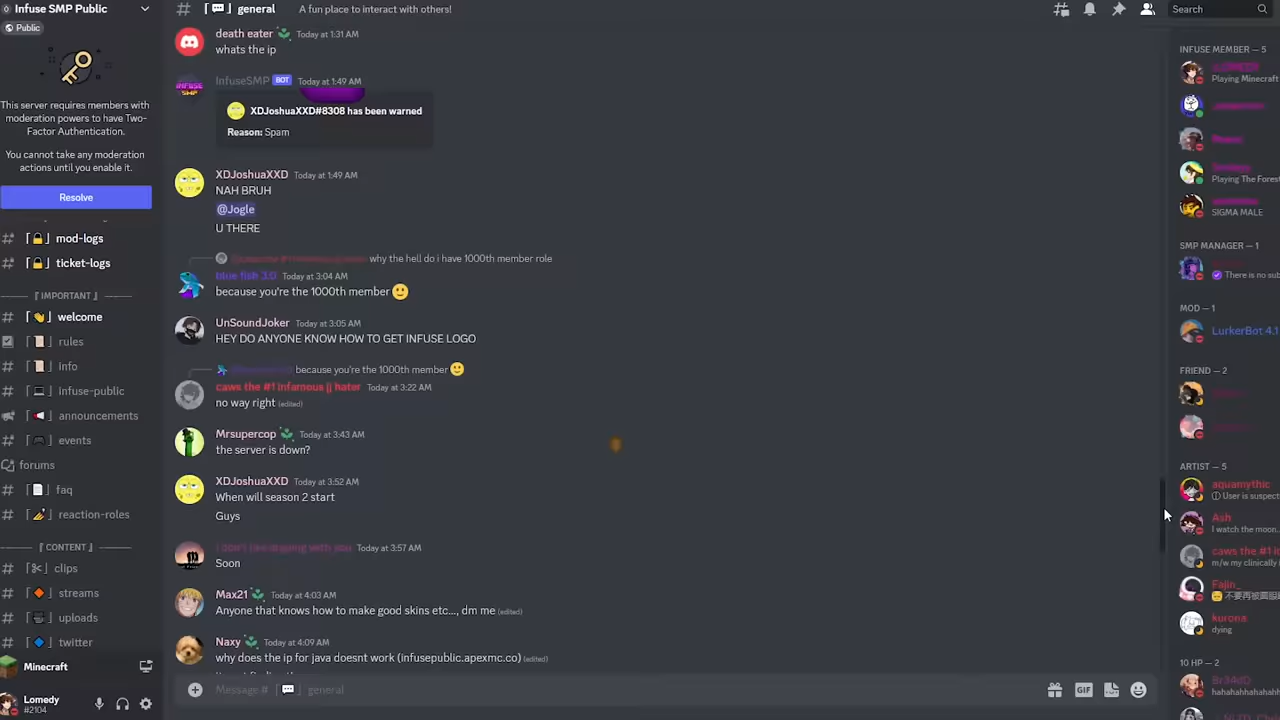 Infuse SMP Public
Public
This server requires members with
moderation powers to have Two-
Factor Authentication.
You cannot take any moderation
actions until you enable it.
Resolve
mod-logs
ticket-logs
[ IMPORTANT ]
welcome
rules
info
infuse-public
announcements
events
forums
faq
reaction-roles
[ CONTENT ]
clips
streams
uploads
twitter
Minecraft
Lomedy
#2104
general
A fun place to interact with others!
Search
death eater Today at 1:31 AM
whats the ip
InfuseSMP BOT Today at 1:49 AM
INFUSE
SMP
XDJoshuaXXD#8308 has been warned
Reason: Spam
XDJoshuaXXD Today at 1:49 AM
NAH BRUH
@Jogle
U THERE
why the hell do i have 1000th member role
blue fish 3.0 Today at 3:04 AM
because you're the 1000th member
UnSoundJoker Today at 3:05 AM
HEY DO ANYONE KNOW HOW TO GET INFUSE LOGO
because you're the 1000th member
caws the #1 infamous || hater Today at 3:22 AM
no way right (edited)
Mrsupercop Today at 3:43 AM
the server is down?
XDJoshuaXXD Today at 3:52 AM
When will season 2 start
Guys
Today at 3:57 AM
Soon
Max21 Today at 4:03 AM
Anyone that knows how to make good skins etc..., dm me (edited)
Naxy Today at 4:09 AM
why does the ip for java doesnt work (infusepublic.apexmc.co) (edited)
Message # general
GIF
INFUSE MEMBER — 5
Playing Minecraft
Playing The Forest
SIGMA MALE
SMP MANAGER — 1
There is no sub
MOD — 1
LurkerBot 4.1
FRIEND — 2
ARTIST — 5
aquamythic
User is suspect
Ash
I watch the moon...
caws the #1 i
m/w my clinically
Fajin_
不要再被圆眼
kurona
dying
10 HP — 2
Br34dD
hahahahhahahah